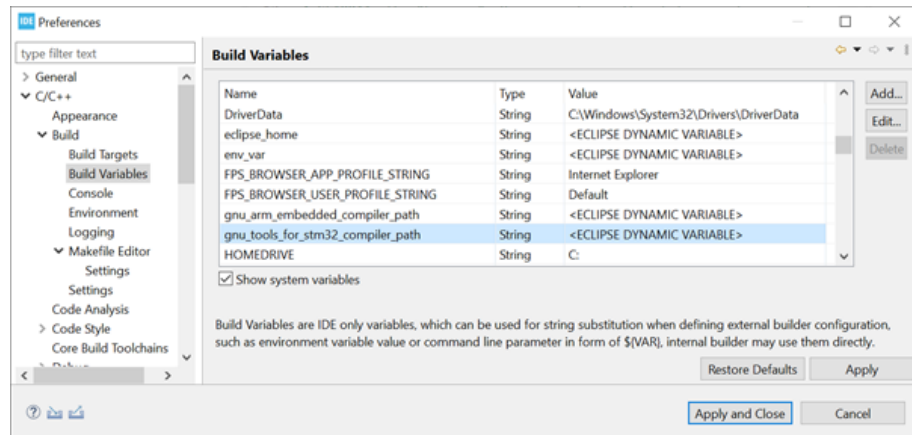 IDE Preferences
type filter text
Build Variables
General
C/C++
Appearance
Build
Build Targets
Build Variables
Console
Environment
Logging
Makefile Editor
Settings
Settings
Code Analysis
Code Style
Core Build Toolchains
Name Type Value
DriverData String C:\Windows\System32\Drivers\DriverData
eclipse_home String <ECLIPSE DYNAMIC VARIABLE>
env_var String <ECLIPSE DYNAMIC VARIABLE>
FPS_BROWSER_APP_PROFILE_STRING String Internet Explorer
FPS_BROWSER_USER_PROFILE_STRING String Default
gnu_arm_embedded_compiler_path String <ECLIPSE DYNAMIC VARIABLE>
gnu_tools_for_stm32_compiler_path String <ECLIPSE DYNAMIC VARIABLE>
HOMEDRIVE String C:
Add...
Edit...
Delete
Show system variables
Build Variables are IDE only variables, which can be used for string substitution when defining external builder configuration,
such as environment variable value or command line parameter in form of ${VAR}, internal builder may use them directly.
Restore Defaults Apply
Apply and Close Cancel